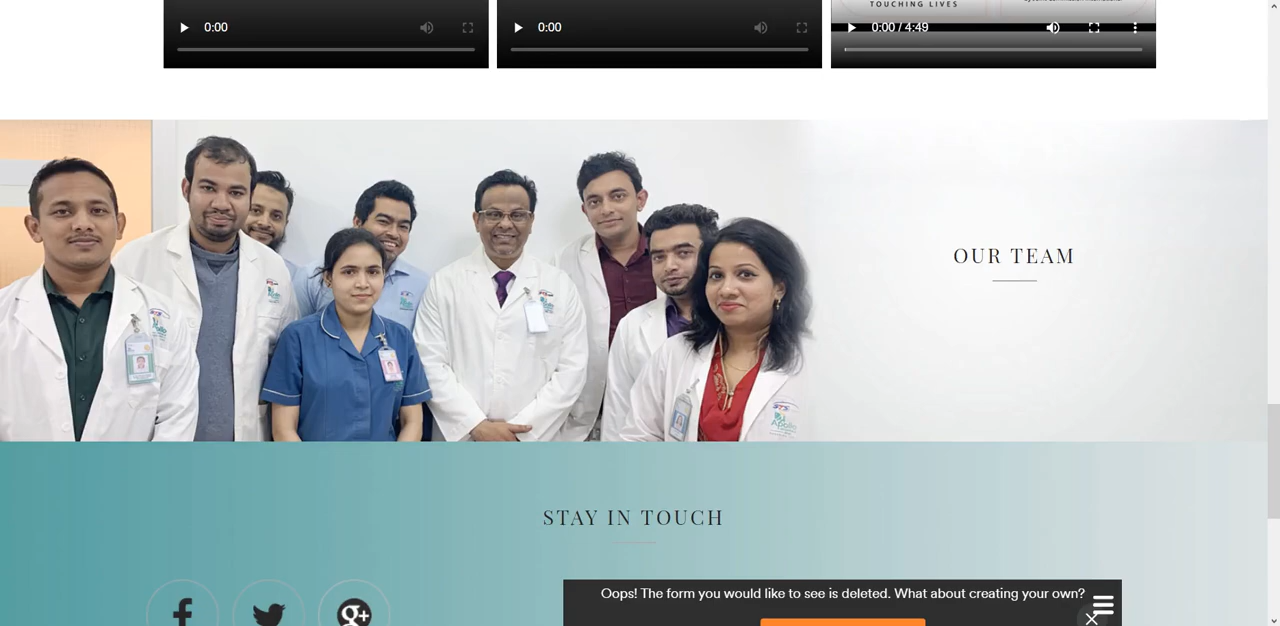 TOUCHING LIVES
0:00
0:00
0:00 / 4:49
OUR TEAM
STAY IN TOUCH
Oops! The form you would like to see is deleted. What about creating your own?